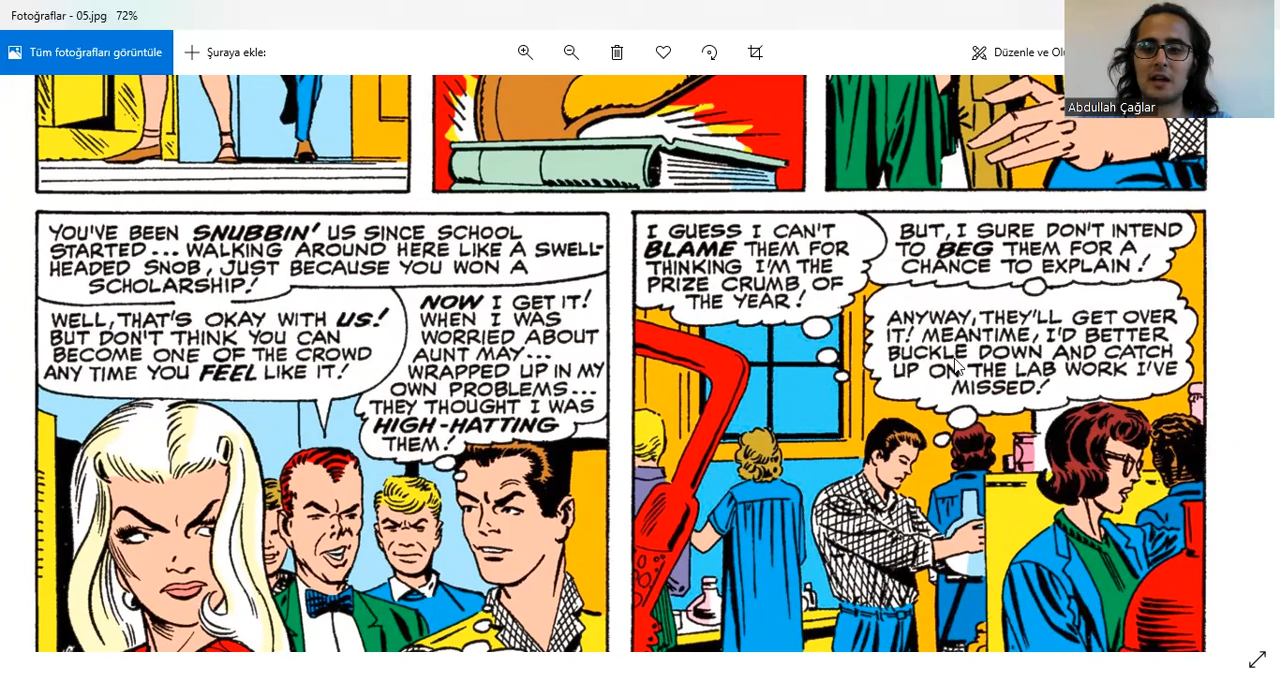 Fotoğraflar - 05.jpg 72%
Tüm fotoğrafları görüntüle
Şuraya ekle:
Düzenle ve Olu
Abdullah Çağlar
YOU'VE BEEN SNUBBIN' US SINCE SCHOOL
STARTED... WALKING AROUND HERE LIKE A SWELL-
HEADED SNOB, JUST BECAUSE YOU WON A
SCHOLARSHIP!
WELL, THAT'S OKAY WITH US!
BUT DON'T THINK YOU CAN
BECOME ONE OF THE CROWD
ANY TIME YOU FEEL LIKE IT!
NOW I GET IT!
WHEN I WAS
WORRIED ABOUT
AUNT MAY...
WRAPPED UP IN MY
OWN PROBLEMS...
THEY THOUGHT I WAS
HIGH-HATTING
THEM!
I GUESS I CAN'T
BLAME THEM FOR
THINKING I'M THE
PRIZE CRUMB OF
THE YEAR!
BUT, I SURE DON'T INTEND
TO BEG THEM FOR A
CHANCE TO EXPLAIN!
ANYWAY, THEY'LL GET OVER
IT! MEANTIME, I'D BETTER
BUCKLE DOWN AND CATCH
UP ON THE LAB WORK I'VE
MISSED!